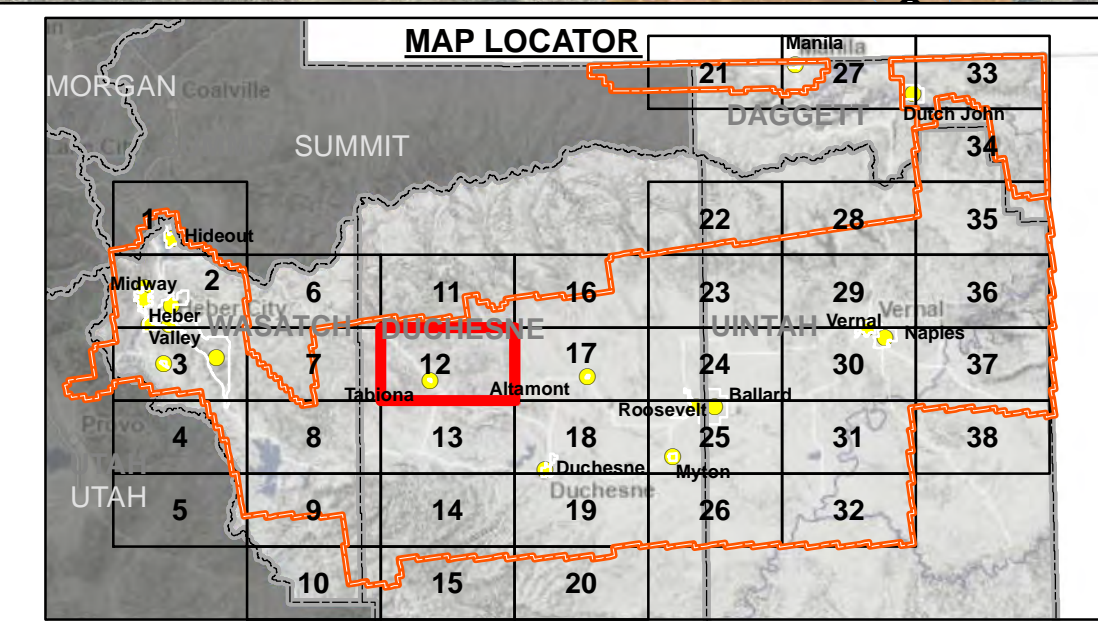 MAP LOCATOR
Manila
Manila
21
27
33
MORGAN
Coalville
DAGGETT
Dutch John
SUMMIT
34
1
22
28
35
Hideout
Midway
2
6
11
16
23
29
36
Heber City
Heber
Valley
WASATCH
DUCHESNE
UINTAH
Vernal
Vernal
Naples
3
7
12
17
24
30
37
Tabiona
Altamont
Roosevelt
Ballard
Provo
4
8
13
18
25
31
38
Duchesne
Myton
UTAH
Duchesne
5
9
14
19
26
32
10
15
20